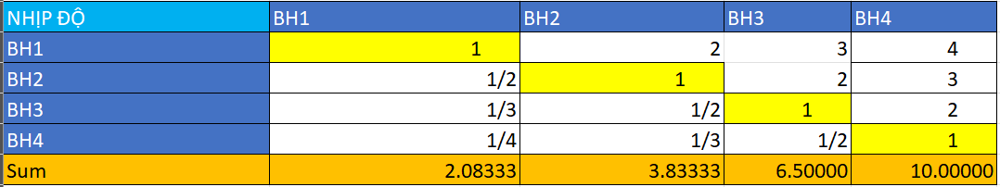 NHỊP ĐỘ BH1 BH2 BH3 BH4
BH1 1 2 3 4
BH2 1/2 1 2 3
BH3 1/3 1/2 1 2
BH4 1/4 1/3 1/2 1
Sum 2.08333 3.83333 6.50000 10.00000